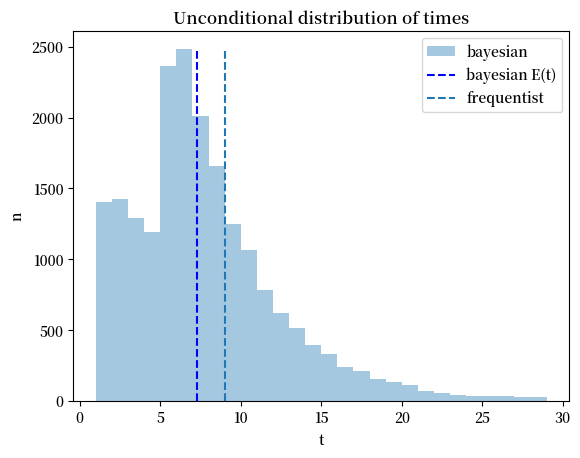 Unconditional distribution of times
bayesian
bayesian E(t)
frequentist
2500
2000
1500
1000
500
0
n
0 5 10 15 20 25 30
t